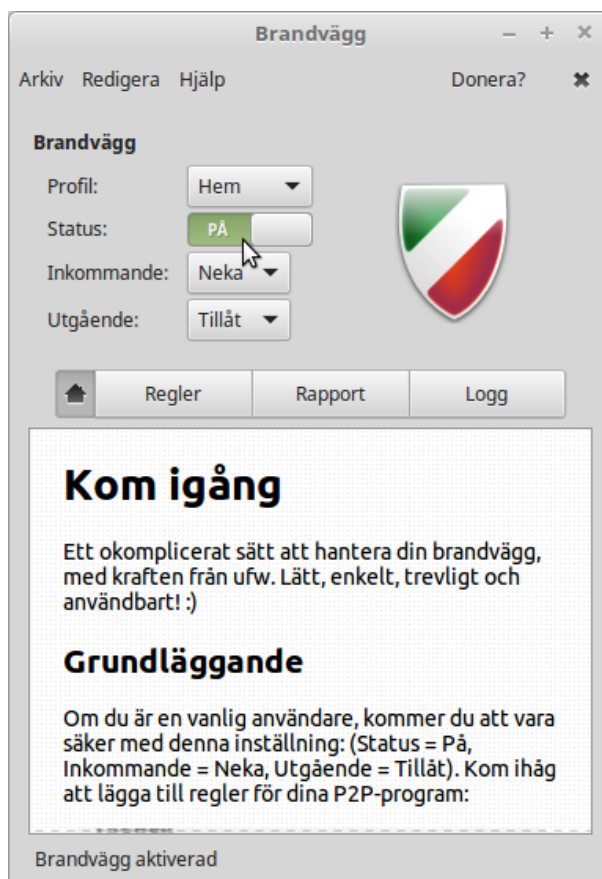 Brandvägg
Arkiv Redigera Hjälp Donera?
Brandvägg
Profil: Hem
Status: PÅ
Inkommande: Neka
Utgående: Tillåt
Regler Rapport Logg
Kom igång
Ett okomplicerat sätt att hantera din brandvägg,
med kraften från ufw. Lätt, enkelt, trevligt och
användbart! :)
Grundläggande
Om du är en vanlig användare, kommer du att vara
säker med denna inställning: (Status = På,
Inkommande = Neka, Utgående = Tillåt). Kom ihåg
att lägga till regler för dina P2P-program:
Brandvägg aktiverad